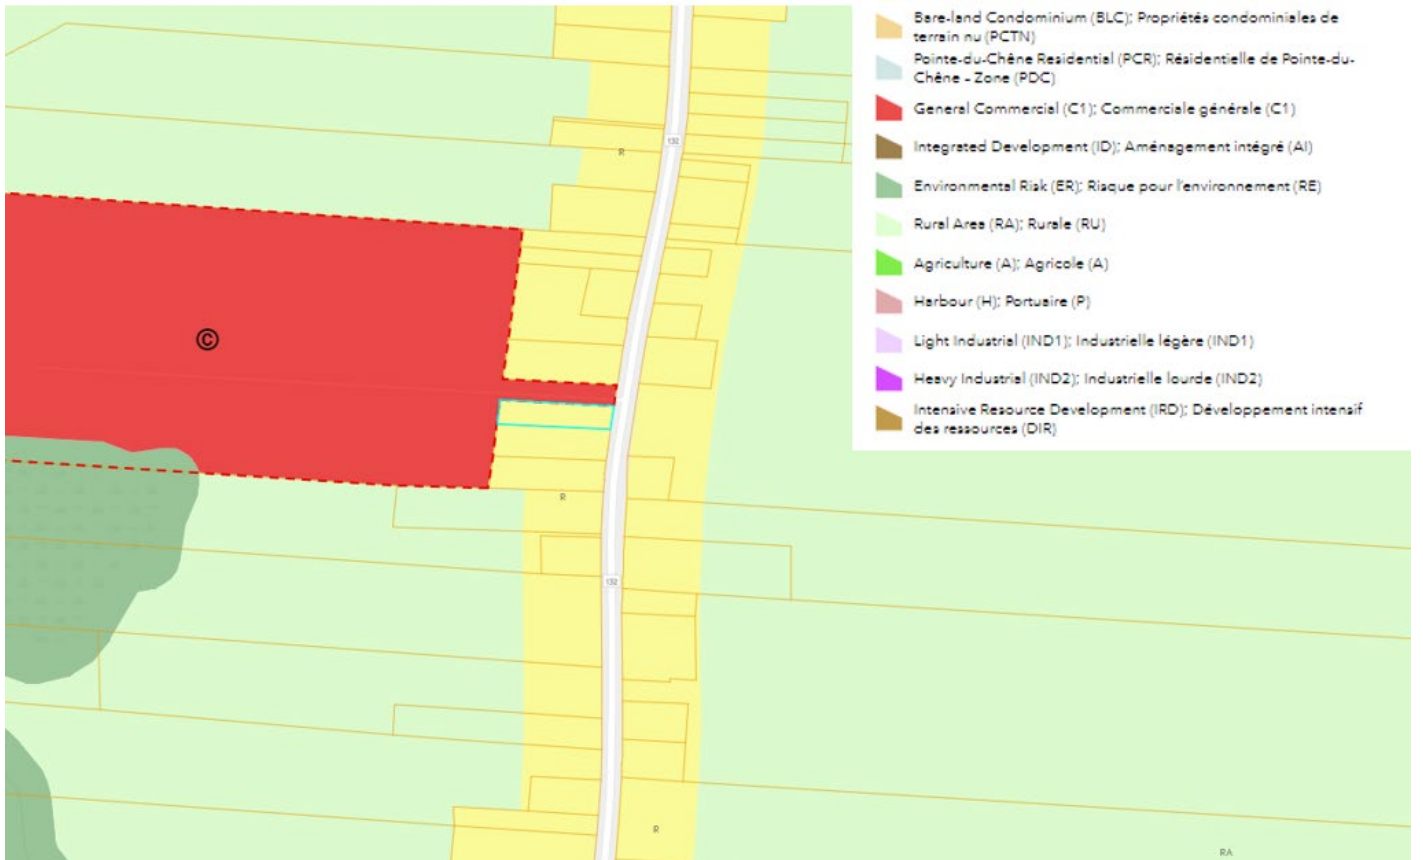 Bare-land Condominium (BLC); Propriétés condominiales de
terrain nu (PCTN)
Pointe-du-Chêne Residential (PCR); Résidentielle de Pointe-du-
Chêne - Zone (PDC)
General Commercial (C1); Commerciale générale (C1)
Integrated Development (ID); Aménagement intégré (AI)
Environmental Risk (ER); Risque pour l'environnement (RE)
Rural Area (RA); Rurale (RU)
Agriculture (A); Agricole (A)
Harbour (H); Portuaire (P)
Light Industrial (IND1); Industrielle légère (IND1)
Heavy Industrial (IND2); Industrielle lourde (IND2)
Intensive Resource Development (IRD); Développement intensif
des ressources (DIR)
132
R
©
R
132
R
RA